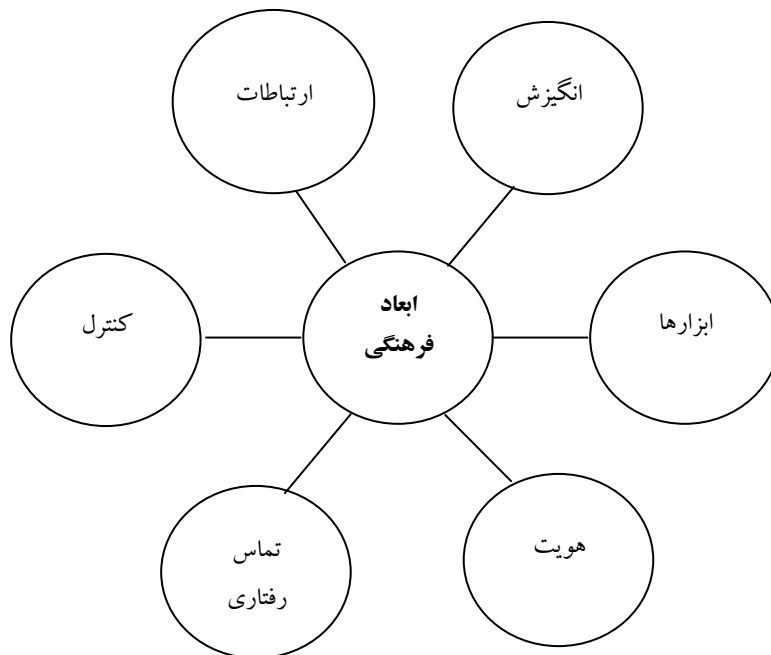 انگیزش
ارتباطات
ابعاد
فرهنگی
ابزارها
کنترل
هویت
تماس
رفتاری